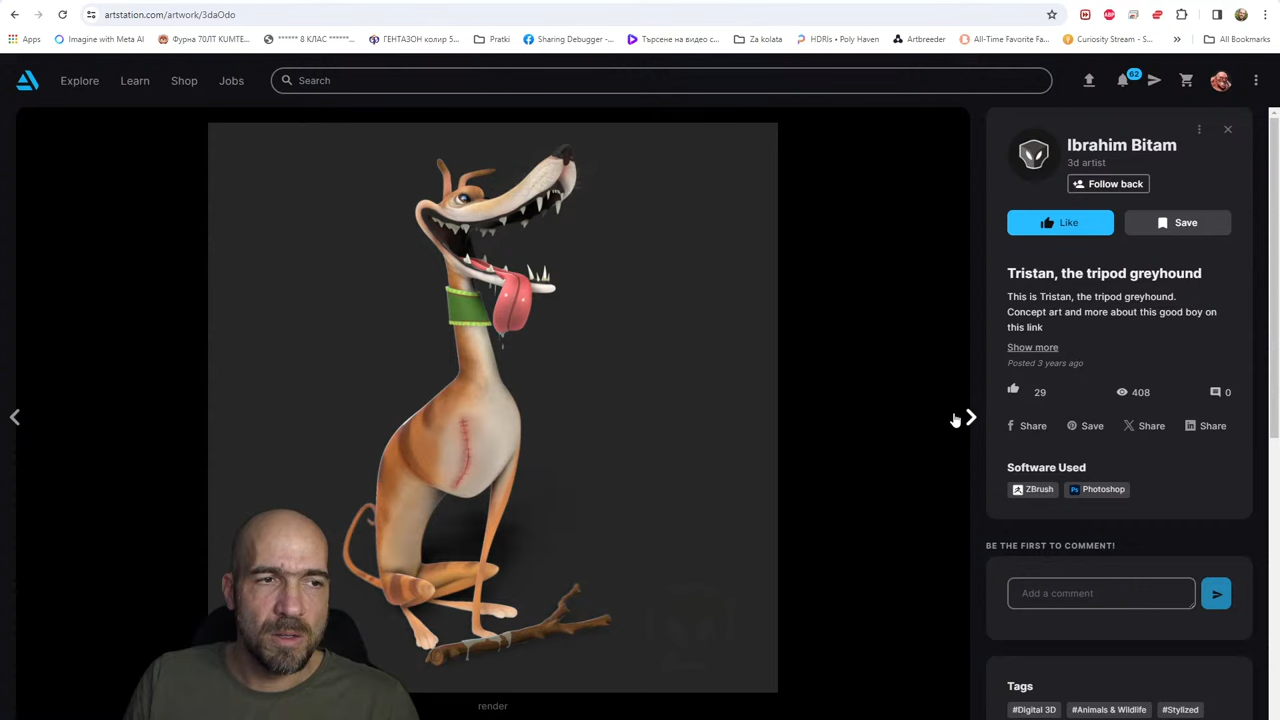 artstation.com/artwork/3daOdo
Apps
Imagine with Meta AI
Фурна 70ЛТ KUMTE...
****** 8 КЛАС ******...
ГЕНТАЗОН колир 5...
Pratki
Sharing Debugger -...
Търсене на видео с...
Za kolata
HDRIs • Poly Haven
Artbreeder
All-Time Favorite Fa...
Curiosity Stream - S...
»
All Bookmarks
Explore
Learn
Shop
Jobs
Search
62
Ibrahim Bitam
3d artist
Follow back
Like
Save
Tristan, the tripod greyhound
This is Tristan, the tripod greyhound.
Concept art and more about this good boy on
this link
Show more
Posted 3 years ago
29
408
0
Share
Save
Share
Share
Software Used
ZBrush
Ps Photoshop
BE THE FIRST TO COMMENT!
Add a comment
Tags
#Digital 3D
#Animals & Wildlife
#Stylized
render